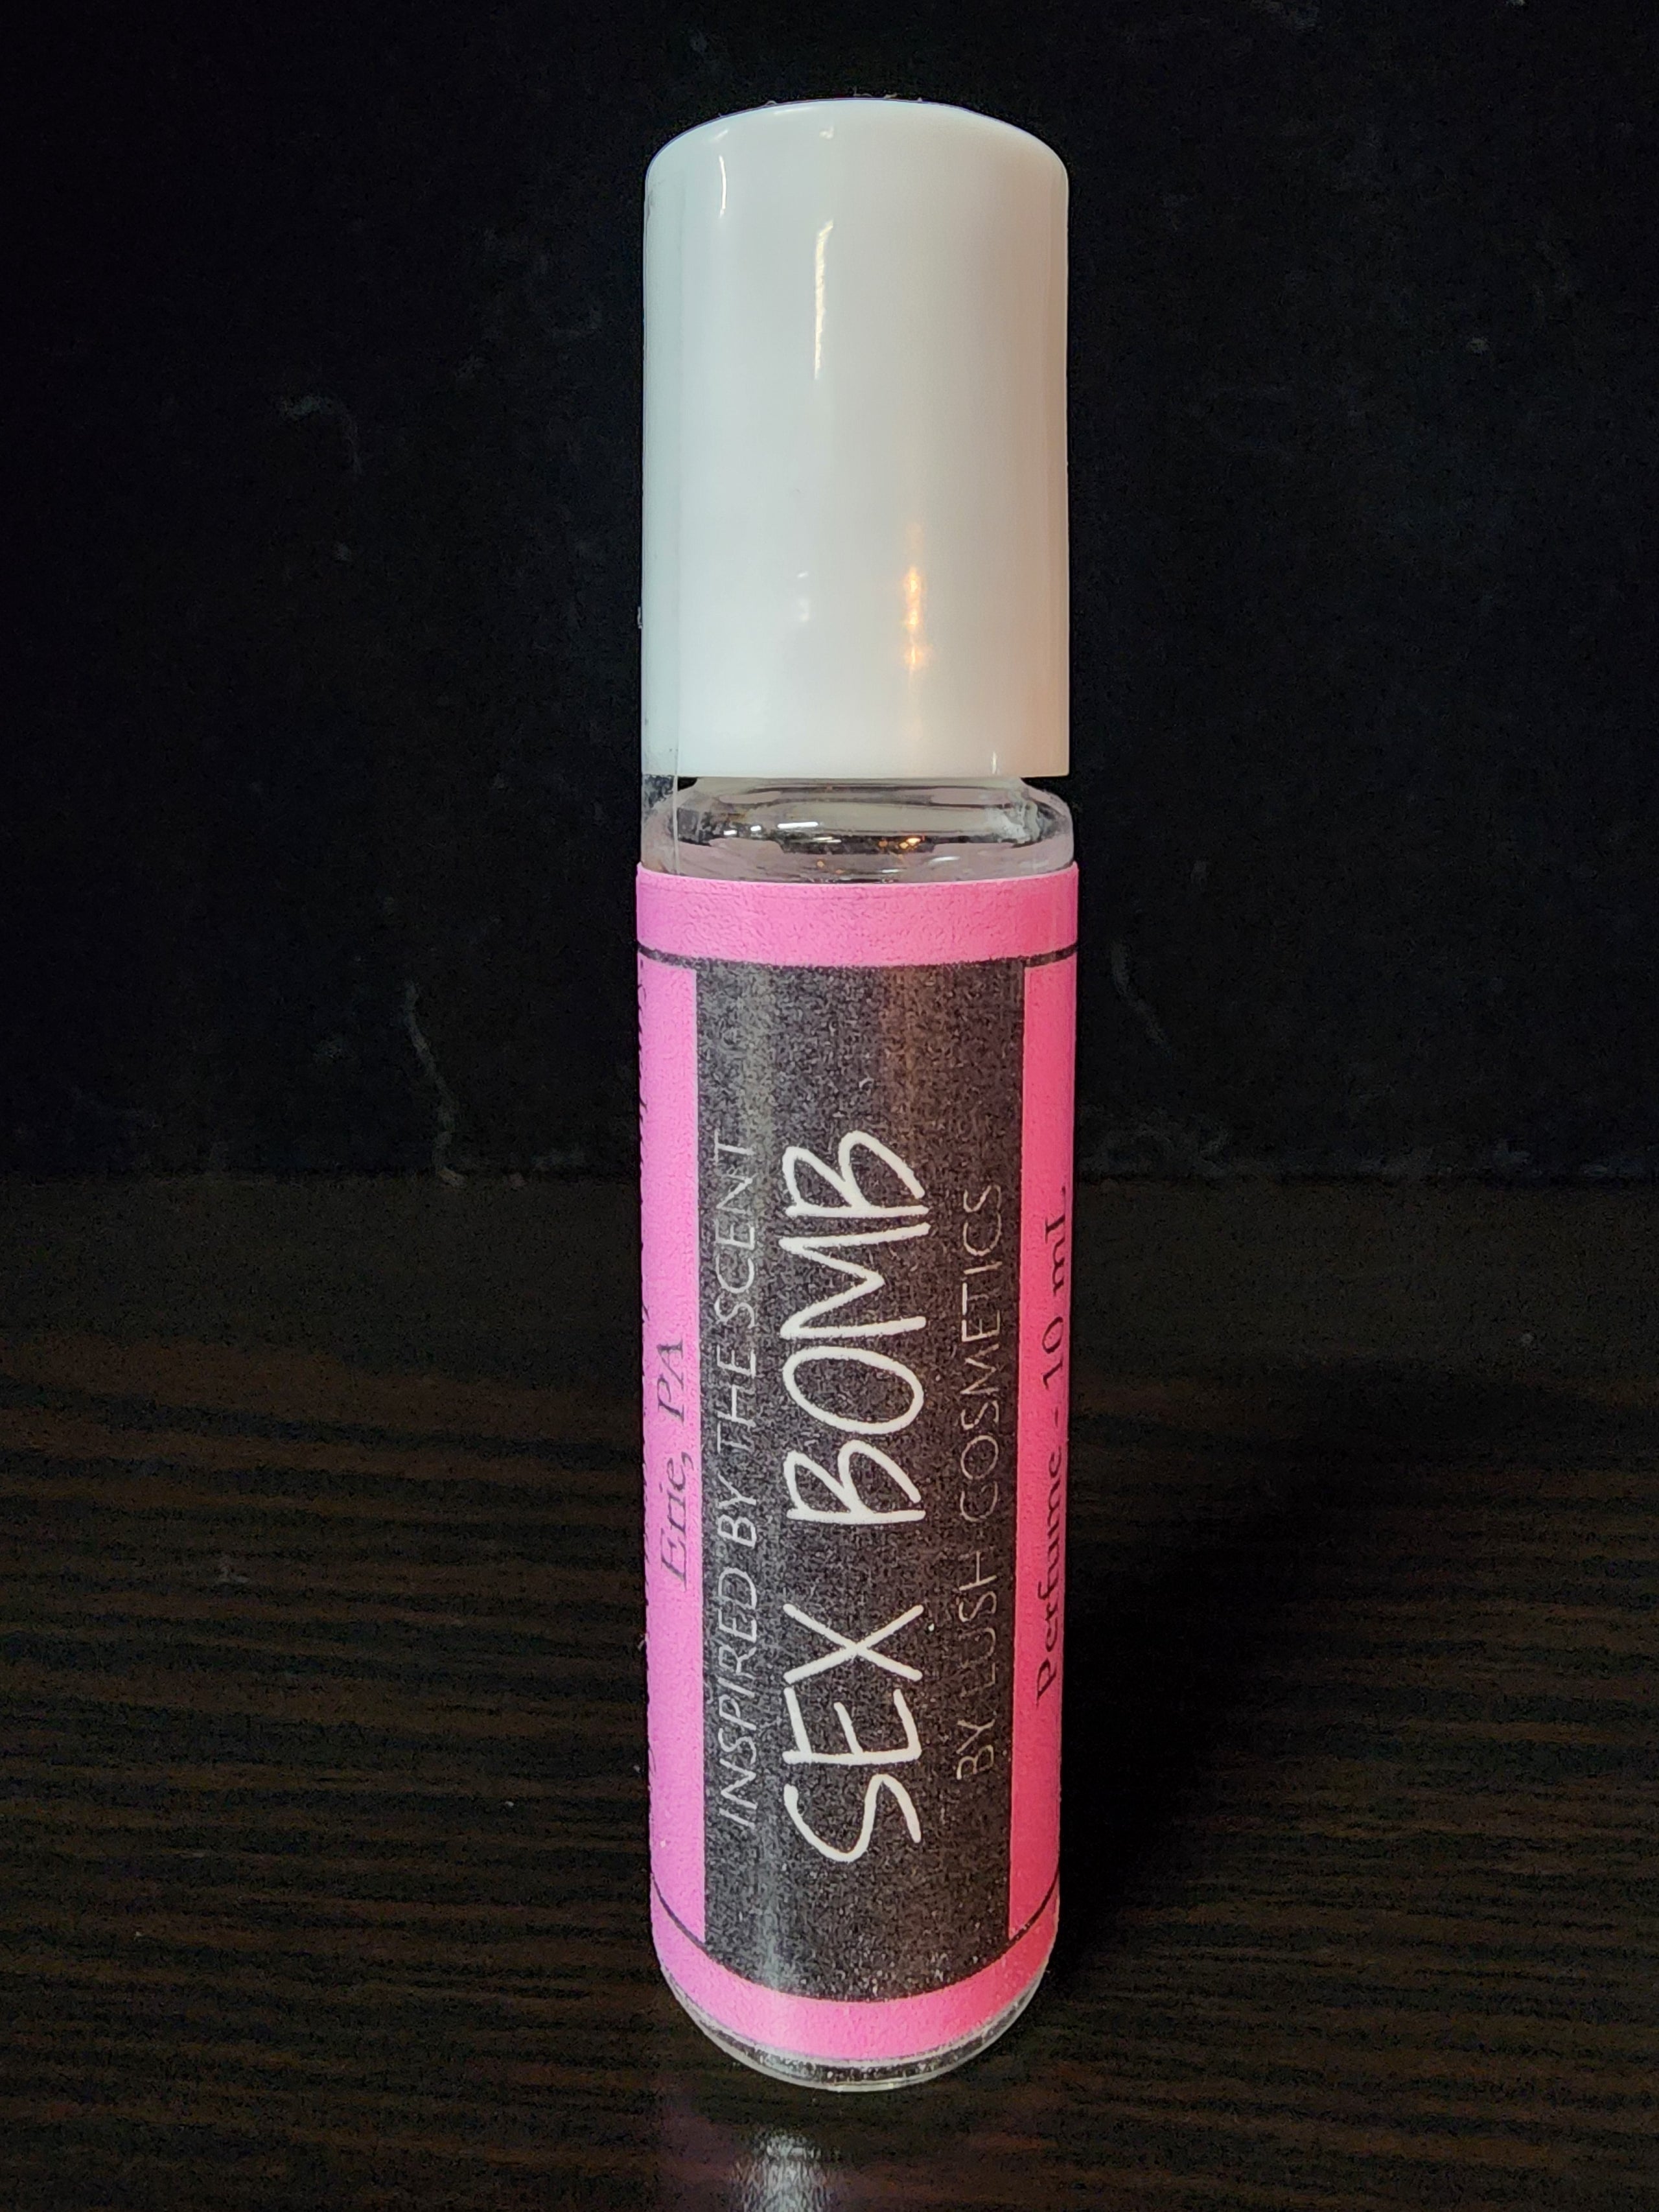 Erie, PA
INSPIRED BY THE SCENT
SEX BOMB
BY LUSH COSMETICS
Perfume - 10 mL